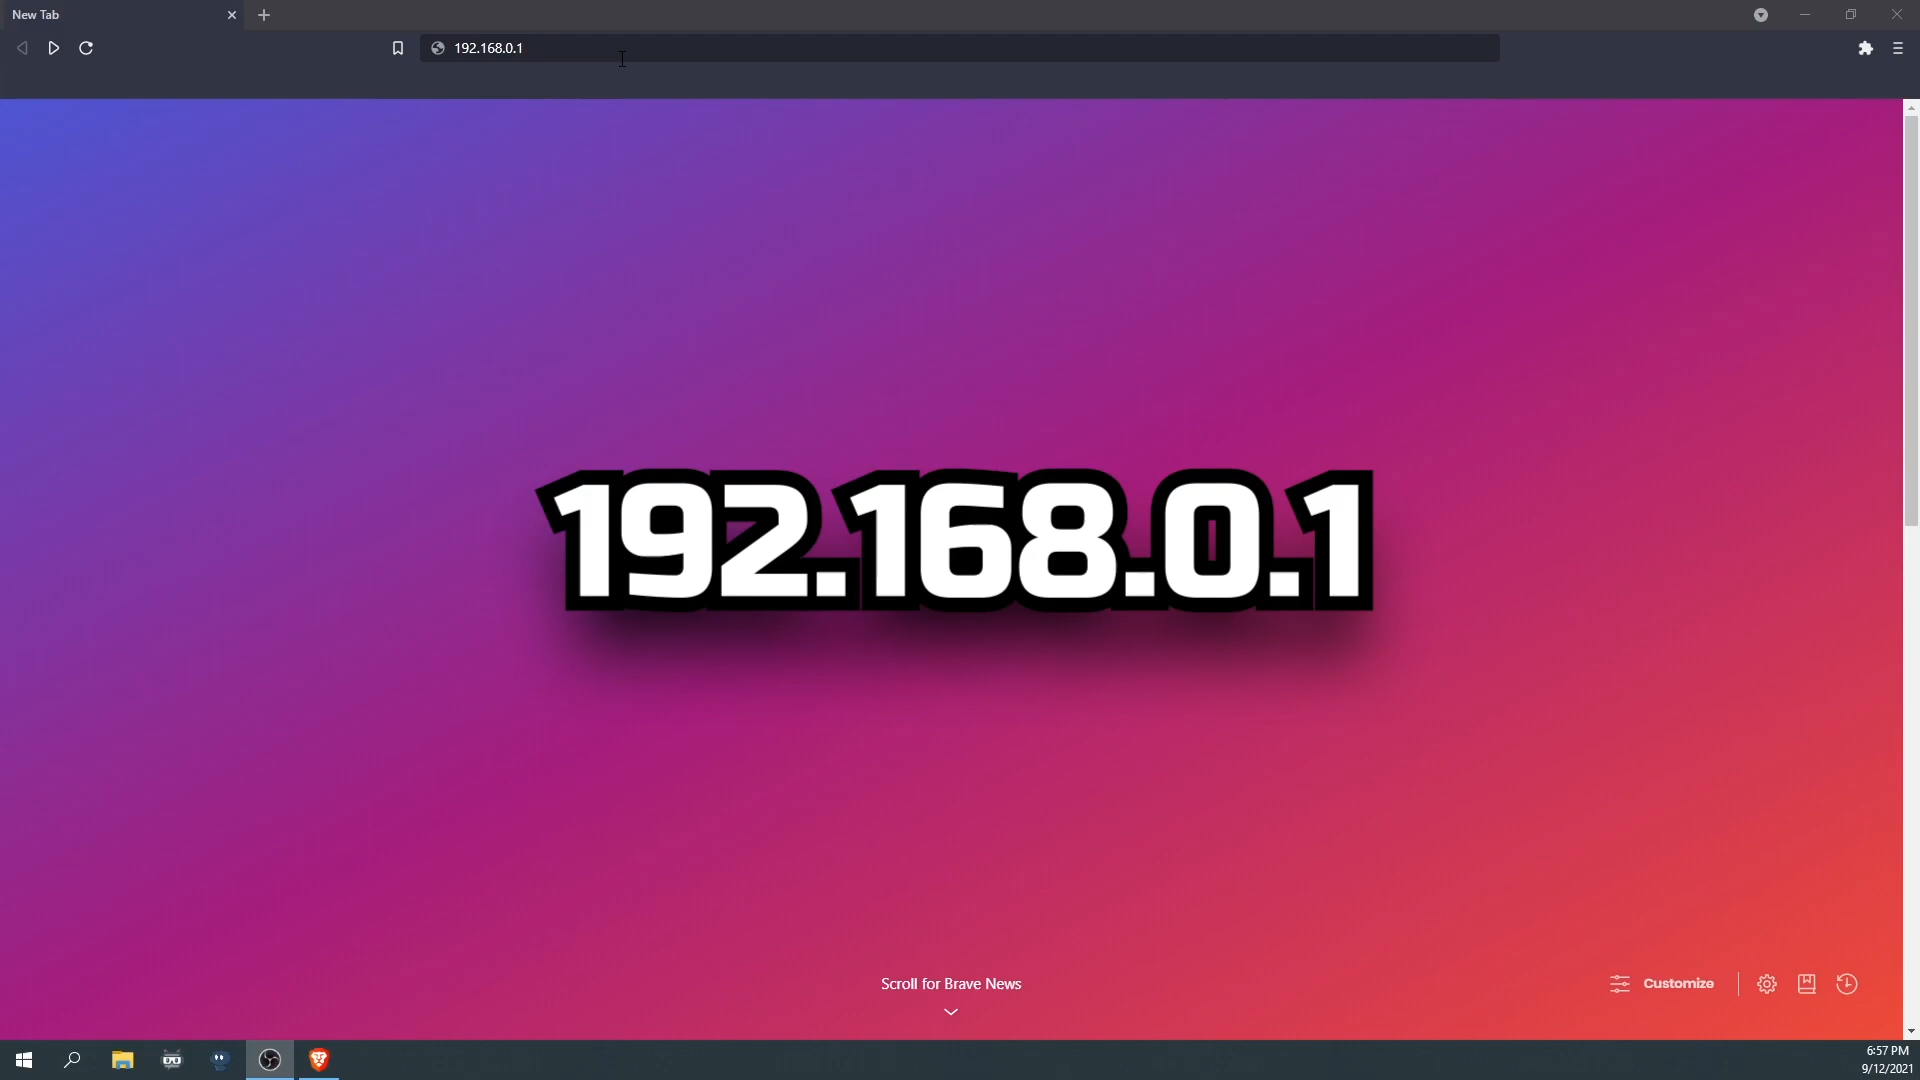 New Tab
192.168.0.1
192.168.0.1
Scroll for Brave News
Customize
6:57 PM
9/12/2021